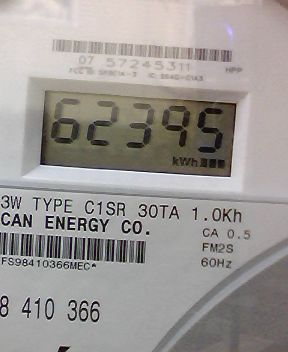 07 57245311
HPP
62395
kWh
3W TYPE C1SR 30TA 1.0Kh
CAN ENERGY CO.
CA 0.5
FM2S
60Hz
FS98410366MEC*
8 410 366